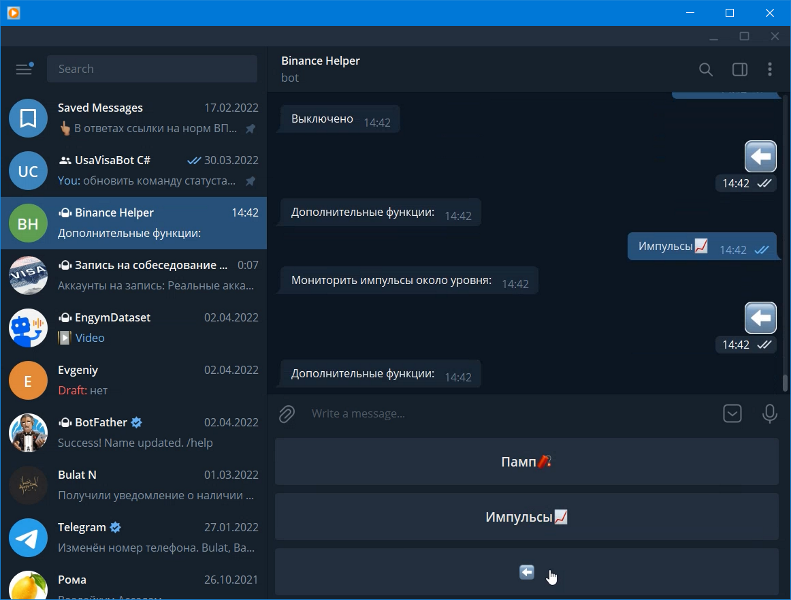 Search
Saved Messages 17.02.2022
👆В ответах ссылки на норм ВП...
UC
UsaVisaBot C# 30.03.2022
You: обновить команду статуста...
BH
Binance Helper 14:42
Дополнительные функции:
VISA
Запись на собеседование ... 0:07
Аккаунты на запись: Реальные акка...
EngymDataset 02.04.2022
Video
E
Evgeniy 02.04.2022
Draft: нет
BotFather 02.04.2022
Success! Name updated. /help
Bulat N 01.03.2022
Получили уведомление о наличии ...
Telegram 27.01.2022
Изменён номер телефона. Bulat, Ва...
Рома 26.10.2021
Binance Helper
bot
Выключено 14:42
⬅️
14:42
Дополнительные функции: 14:42
Импульсы📈 14:42
Мониторить импульсы около уровня: 14:42
⬅️
14:42
Дополнительные функции: 14:42
Write a message...
Памп🧨
Импульсы📈
⬅️